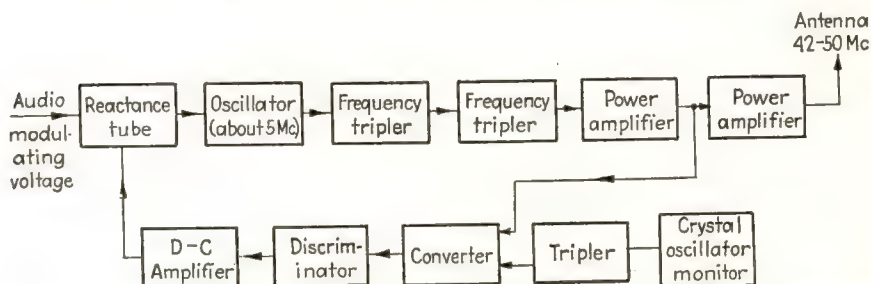 Antenna
42-50 Mc
Audio
modul-
ating
voltage
Reactance
tube
Oscillator
(about 5 Mc)
Frequency
tripler
Frequency
tripler
Power
amplifier
Power
amplifier
D-C
Amplifier
Discrim-
inator
Converter
Tripler
Crystal
oscillator
monitor